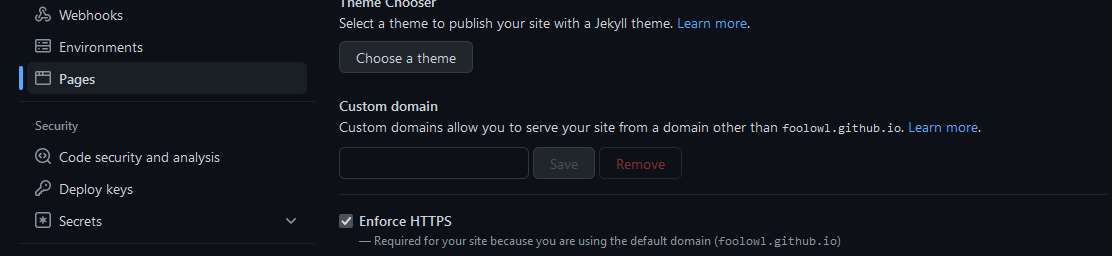 Webhooks
Environments
Pages
Security
Code security and analysis
Deploy keys
Secrets
Theme Chooser
Select a theme to publish your site with a Jekyll theme. Learn more.
Choose a theme
Custom domain
Custom domains allow you to serve your site from a domain other than foolowl.github.io. Learn more.
Save
Remove
Enforce HTTPS
— Required for your site because you are using the default domain (foolowl.github.io)